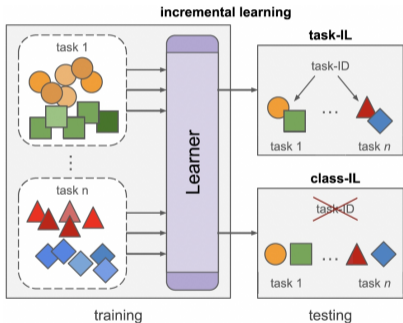 incremental learning
task 1
⋮
task n
Learner
training
task-IL
task-ID
...
task 1 task n
class-IL
task-ID
...
task 1 task n
testing